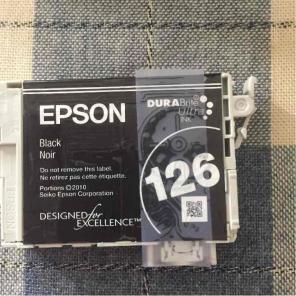 EPSON
Black
Noir
Do not remove this label.
Ne retirez pas cette étiquette.
Portions ©2010
Seiko Epson Corporation
DESIGNED for
EXCELLENCE™
DURABrite
Ultra
INK
126